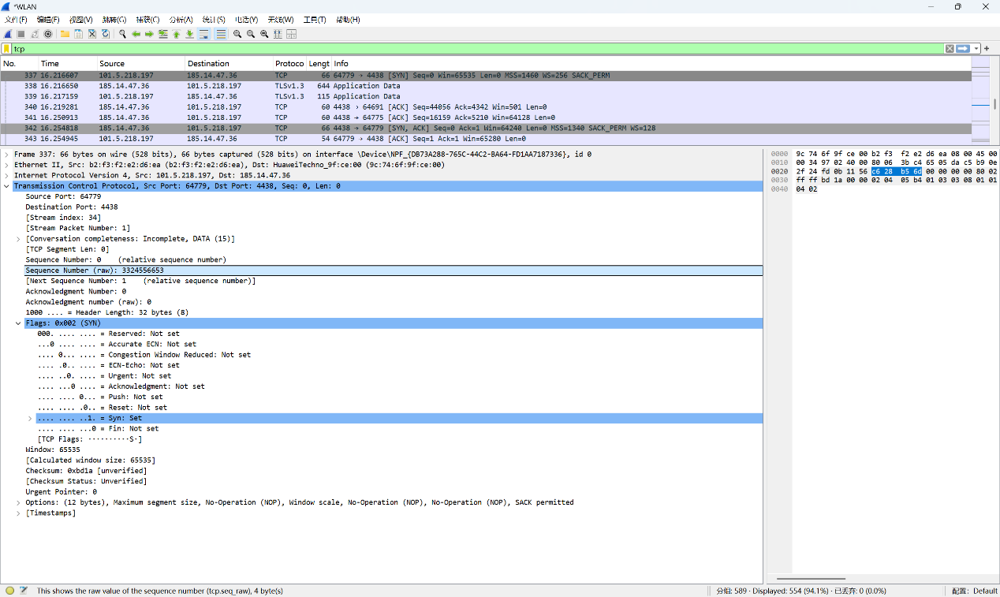 *WLAN
文件(F) 编辑(E) 视图(V) 跳转(G) 捕获(C) 分析(A) 统计(S) 电话(Y) 无线(W) 工具(T) 帮助(H)
tcp
No. Time Source Destination Protoco Lengt Info
337 16.216607 101.5.218.197 185.14.47.36 TCP 66 64779 → 4438 [SYN] Seq=0 Win=65535 Len=0 MSS=1460 WS=256 SACK_PERM
338 16.216650 185.14.47.36 101.5.218.197 TLSv1.3 644 Application Data
339 16.217159 101.5.218.197 185.14.47.36 TLSv1.3 115 Application Data
340 16.219281 185.14.47.36 101.5.218.197 TCP 60 4438 → 64691 [ACK] Seq=44056 Ack=4342 Win=501 Len=0
341 16.250913 185.14.47.36 101.5.218.197 TCP 60 4438 → 64775 [ACK] Seq=16159 Ack=5210 Win=64128 Len=0
342 16.254818 185.14.47.36 101.5.218.197 TCP 66 4438 → 64779 [SYN, ACK] Seq=0 Ack=1 Win=64240 Len=0 MSS=1340 SACK_PERM WS=128
343 16.254945 101.5.218.197 185.14.47.36 TCP 54 64779 → 4438 [ACK] Seq=1 Ack=1 Win=65280 Len=0
Frame 337: 66 bytes on wire (528 bits), 66 bytes captured (528 bits) on interface \Device\NPF_{DB73A288-765C-44C2-BA64-FD1AA7187336}, id 0
Ethernet II, Src: b2:f3:f2:e2:d6:ea (b2:f3:f2:e2:d6:ea), Dst: HuaweiTechno_9f:ce:00 (9c:74:6f:9f:ce:00)
Internet Protocol Version 4, Src: 101.5.218.197, Dst: 185.14.47.36
Transmission Control Protocol, Src Port: 64779, Dst Port: 4438, Seq: 0, Len: 0
Source Port: 64779
Destination Port: 4438
[Stream index: 34]
[Stream Packet Number: 1]
[Conversation completeness: Incomplete, DATA (15)]
[TCP Segment Len: 0]
Sequence Number: 0 (relative sequence number)
Sequence Number (raw): 3324556653
[Next Sequence Number: 1 (relative sequence number)]
Acknowledgment Number: 0
Acknowledgment number (raw): 0
1000 .... = Header Length: 32 bytes (8)
Flags: 0x002 (SYN)
000. .... .... = Reserved: Not set
...0 .... .... = Accurate ECN: Not set
.... 0... .... = Congestion Window Reduced: Not set
.... .0.. .... = ECN-Echo: Not set
.... ..0. .... = Urgent: Not set
.... ...0 .... = Acknowledgment: Not set
.... .... 0... = Push: Not set
.... .... .0.. = Reset: Not set
.... .... ..1. = Syn: Set
.... .... ...0 = Fin: Not set
[TCP Flags: ··········S·]
Window: 65535
[Calculated window size: 65535]
Checksum: 0xbd1a [unverified]
[Checksum Status: Unverified]
Urgent Pointer: 0
Options: (12 bytes), Maximum segment size, No-Operation (NOP), Window scale, No-Operation (NOP), No-Operation (NOP), SACK permitted
[Timestamps]
0000 9c 74 6f 9f ce 00 b2 f3 f2 e2 d6 ea 08 00 45 00
0010 00 34 97 02 40 00 80 06 3b c4 65 05 da c5 b9 0e
0020 2f 24 fd 0b 11 56 c6 28 b5 6d 00 00 00 00 80 02
0030 ff ff bd 1a 00 00 02 04 05 b4 01 03 03 08 01 01
0040 04 02
This shows the raw value of the sequence number (tcp.seq_raw), 4 byte(s)
分组: 589 · Displayed: 554 (94.1%) · 已丢弃: 0 (0.0%)
配置: Default